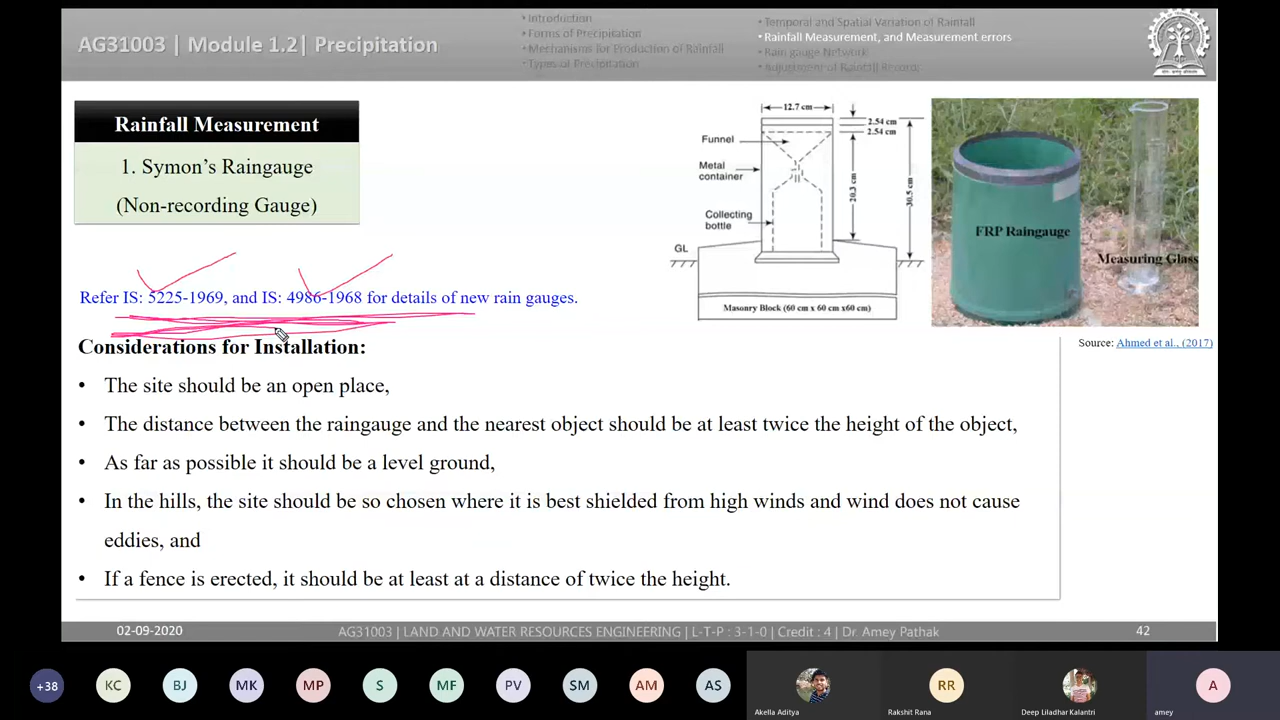 AG31003 | Module 1.2| Precipitation
• Introduction
• Forms of Precipitation
• Mechanisms for Production of Rainfall
• Types of Precipitation
• Temporal and Spatial Variation of Rainfall
• Rainfall Measurement, and Measurement errors
• Rain gauge Network
• Adjustment of Rainfall Record
Rainfall Measurement
1. Symon's Raingauge
(Non-recording Gauge)
12.7 cm
2.54 cm
2.54 cm
Funnel
Metal
container
20.3 cm
30.5 cm
Collecting
bottle
GL
Masonry Block (60 cm x 60 cm x60 cm)
FRP Raingauge
Measuring Glass
Refer IS: 5225-1969, and IS: 4986-1968 for details of new rain gauges.
Source: Ahmed et al., (2017)
Considerations for Installation:
• The site should be an open place,
• The distance between the raingauge and the nearest object should be at least twice the height of the object,
• As far as possible it should be a level ground,
• In the hills, the site should be so chosen where it is best shielded from high winds and wind does not cause
eddies, and
• If a fence is erected, it should be at least at a distance of twice the height.
02-09-2020
AG31003 | LAND AND WATER RESOURCES ENGINEERING | L-T-P : 3-1-0 | Credit : 4 | Dr. Amey Pathak
42
+38
KC
BJ
MK
MP
S
MF
PV
SM
AM
AS
RR
A
Akella Aditya
Rakshit Rana
Deep Liladhar Kalantri
amey